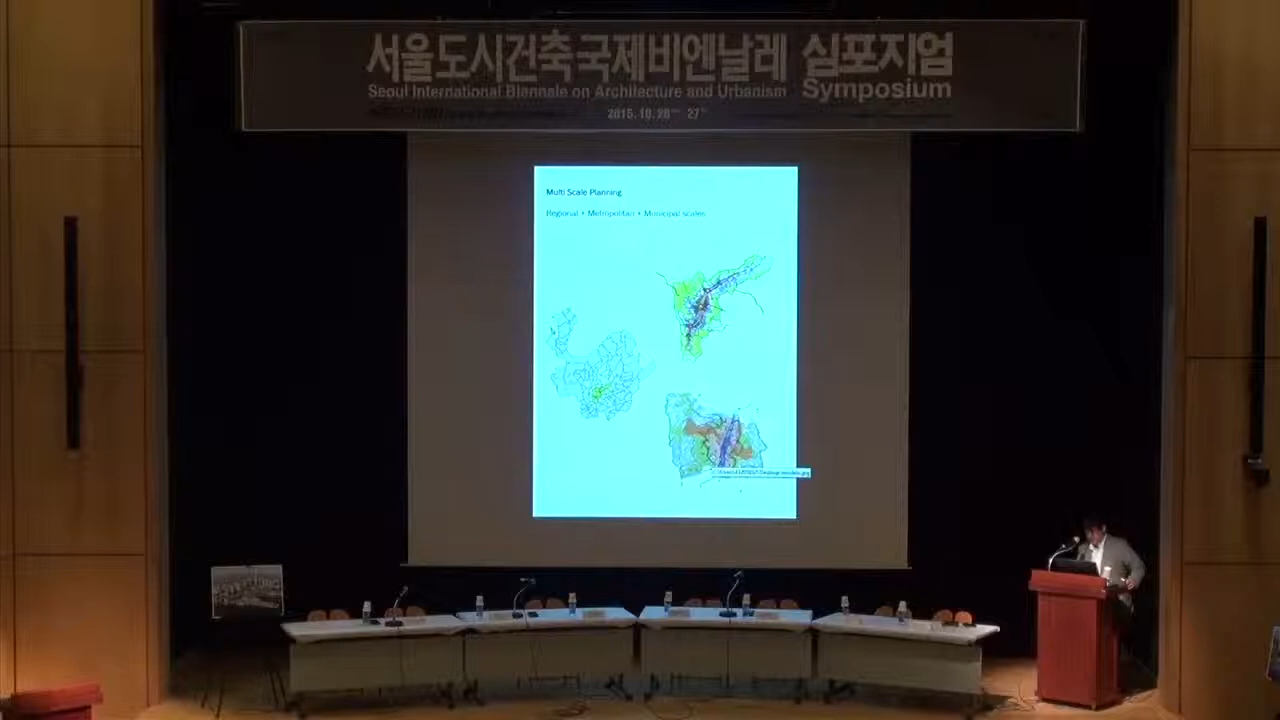 서울도시건축국제비엔날레 심포지엄
Seoul International Biennale on Architecture and Urbanism Symposium
2015. 10. 26 27
Multi Scale Planning
Regional + Metropolitan + Municipal scales